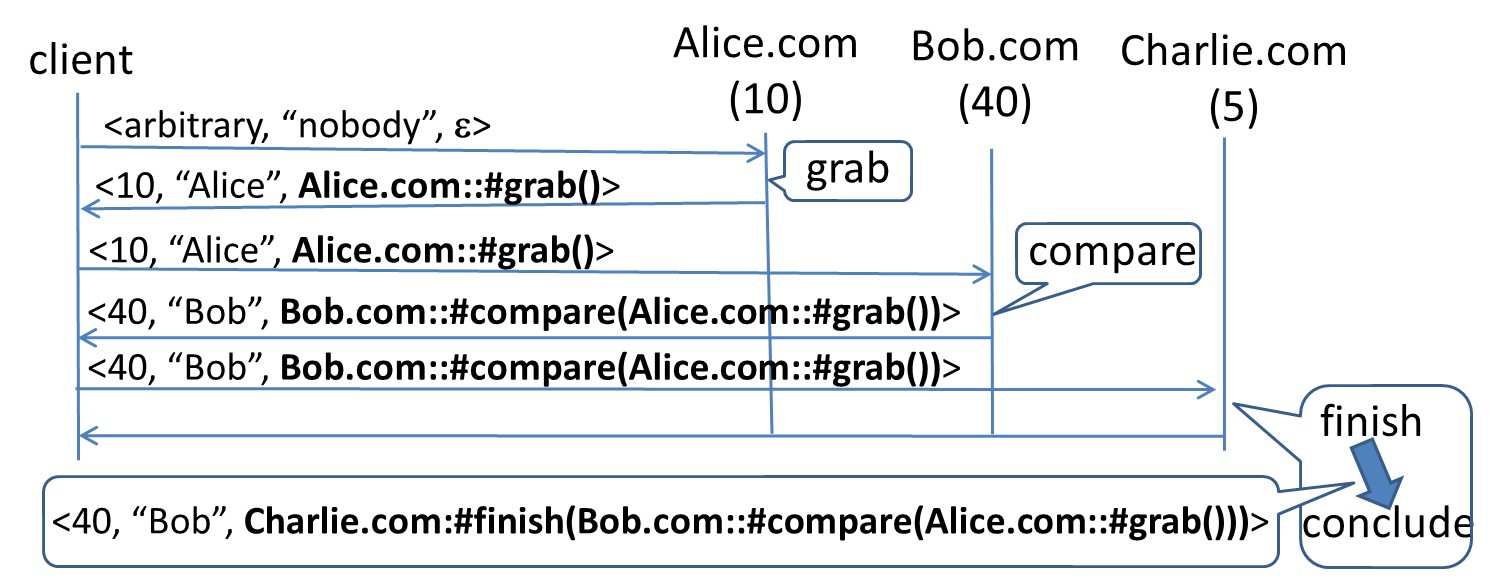 client
Alice.com
(10)
Bob.com
(40)
Charlie.com
(5)
<arbitrary, “nobody”, ε>
grab
<10, “Alice”, Alice.com::#grab()>
<10, “Alice”, Alice.com::#grab()>
compare
<40, “Bob”, Bob.com::#compare(Alice.com::#grab())>
<40, “Bob”, Bob.com::#compare(Alice.com::#grab())>
finish
<40, “Bob”, Charlie.com:#finish(Bob.com::#compare(Alice.com::#grab()))>
conclude